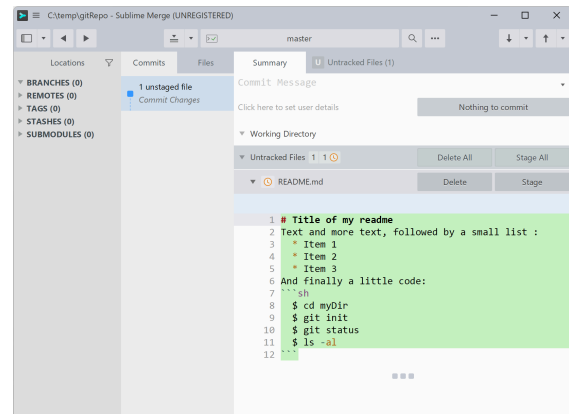 C:\temp\gitRepo - Sublime Merge (UNREGISTERED)
master
Locations
BRANCHES (0)
REMOTES (0)
TAGS (0)
STASHES (0)
SUBMODULES (0)
Commits Files
1 unstaged file
Commit Changes
Summary U Untracked Files (1)
Commit Message
Click here to set user details Nothing to commit
Working Directory
Untracked Files 1 1 Delete All Stage All
README.md Delete Stage
1 # Title of my readme
2 Text and more text, followed by a small list :
3 * Item 1
4 * Item 2
5 * Item 3
6 And finally a little code:
7 ```sh
8 $ cd myDir
9 $ git init
10 $ git status
11 $ ls -al
12 ```